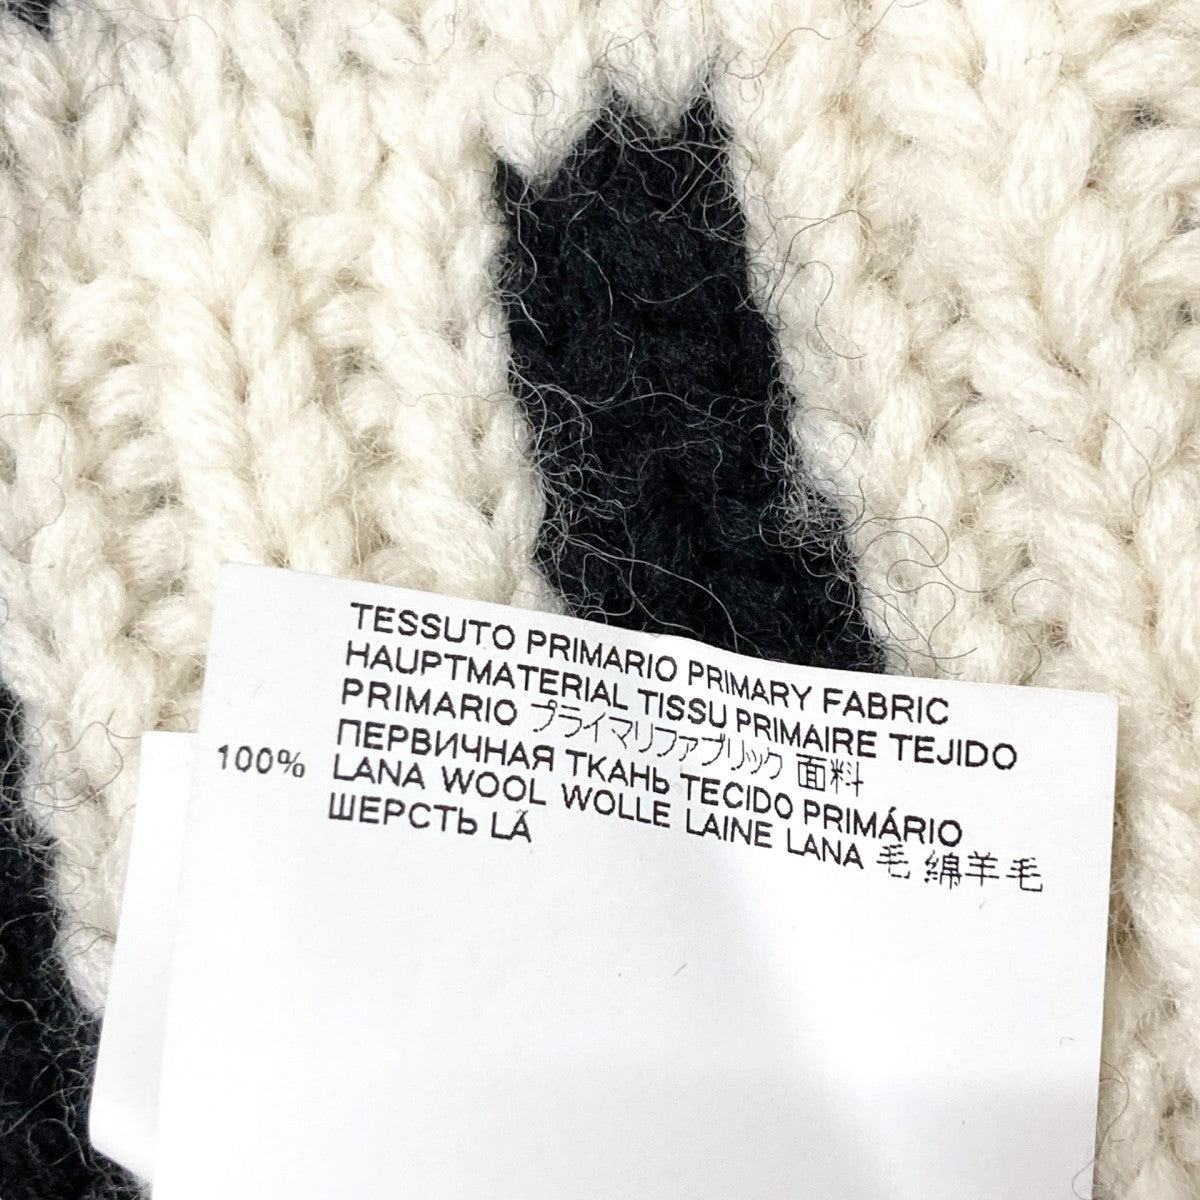 TESSUTO PRIMARIO PRIMARY FABRIC
HAUPTMATERIAL TISSU PRIMAIRE TEJIDO
PRIMARIO プライマリファブリック 面料
ПЕРВИЧНАЯ ТКАНЬ TECIDO PRIMÁRIO
100% LANA WOOL WOLLE LAINE LANA 毛 綿羊毛
ШЕРСТЬ LÃ